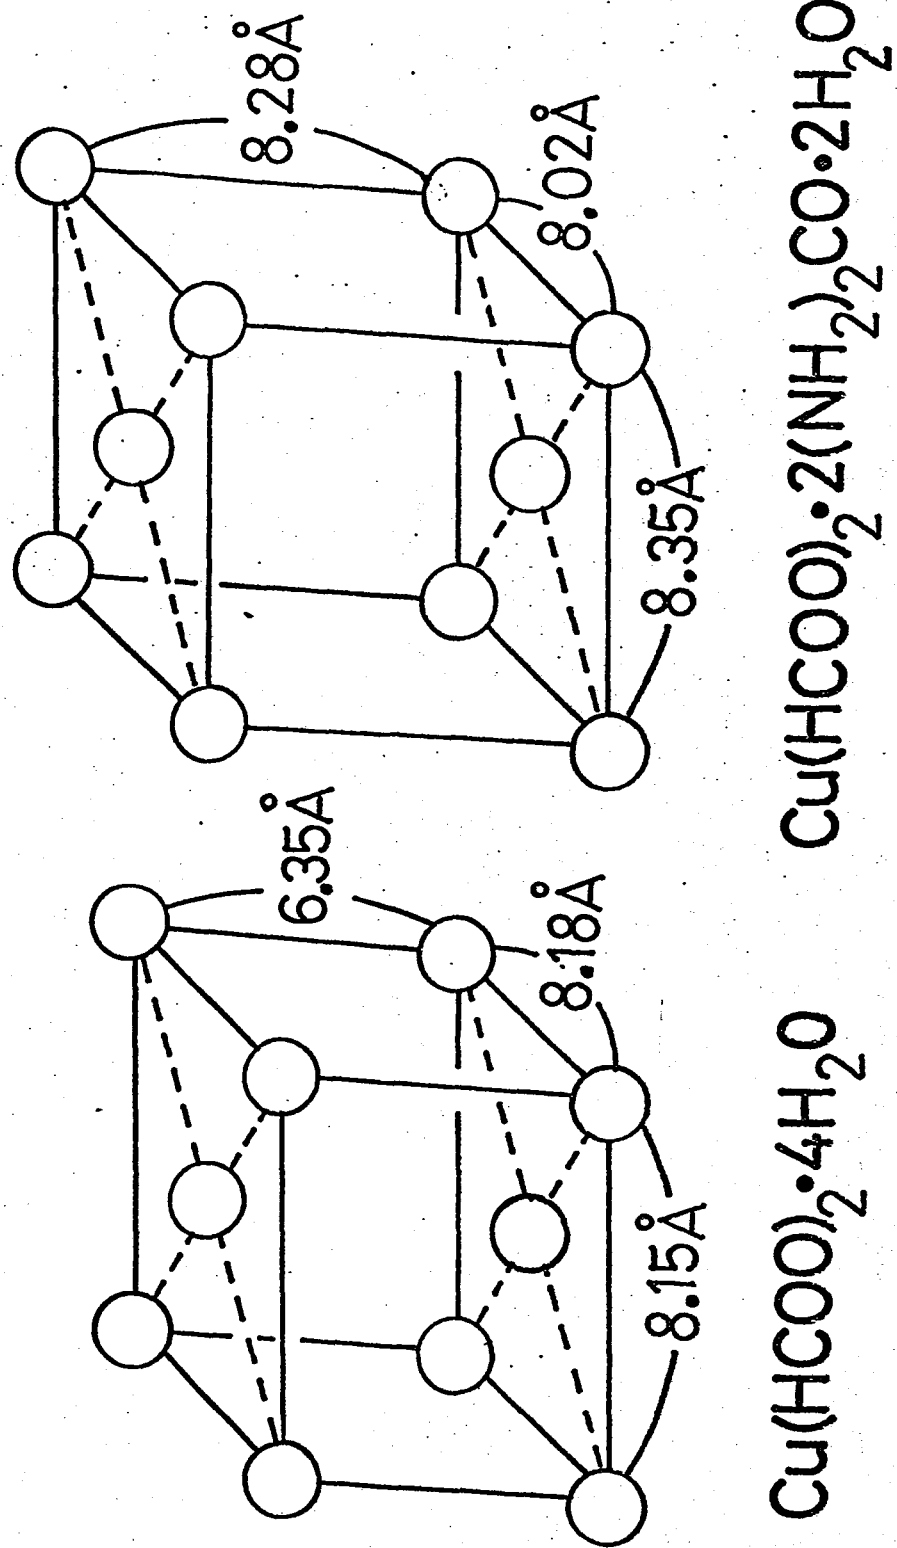 6.35Å
8.18Å
8.15Å
Cu(HCOO)₂•4H₂O
8.28Å
8.02Å
8.35Å
Cu(HCOO)₂•2(NH₂)₂CO•2H₂O